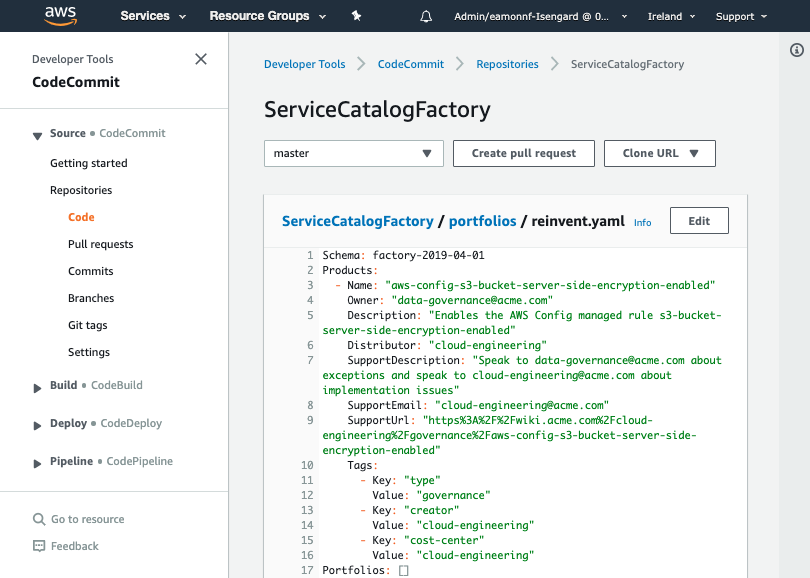 aws
Services
Resource Groups
Admin/eamonnf-Isengard @ 0...
Ireland
Support
Developer Tools
CodeCommit
Source • CodeCommit
Getting started
Repositories
Code
Pull requests
Commits
Branches
Git tags
Settings
Build • CodeBuild
Deploy • CodeDeploy
Pipeline • CodePipeline
Go to resource
Feedback
Developer Tools > CodeCommit > Repositories > ServiceCatalogFactory
ServiceCatalogFactory
master
Create pull request
Clone URL
ServiceCatalogFactory / portfolios / reinvent.yaml Info
Edit
1 Schema: factory-2019-04-01
2 Products:
3 - Name: "aws-config-s3-bucket-server-side-encryption-enabled"
4 Owner: "data-governance@acme.com"
5 Description: "Enables the AWS Config managed rule s3-bucket-
server-side-encryption-enabled"
6 Distributor: "cloud-engineering"
7 SupportDescription: "Speak to data-governance@acme.com about
exceptions and speak to cloud-engineering@acme.com about
implementation issues"
8 SupportEmail: "cloud-engineering@acme.com"
9 SupportUrl: "https%3A%2F%2Fwiki.acme.com%2Fcloud-
engineering%2Fgovernance%2Faws-config-s3-bucket-server-side-
encryption-enabled"
10 Tags:
11 - Key: "type"
12 Value: "governance"
13 - Key: "creator"
14 Value: "cloud-engineering"
15 - Key: "cost-center"
16 Value: "cloud-engineering"
17 Portfolios: []